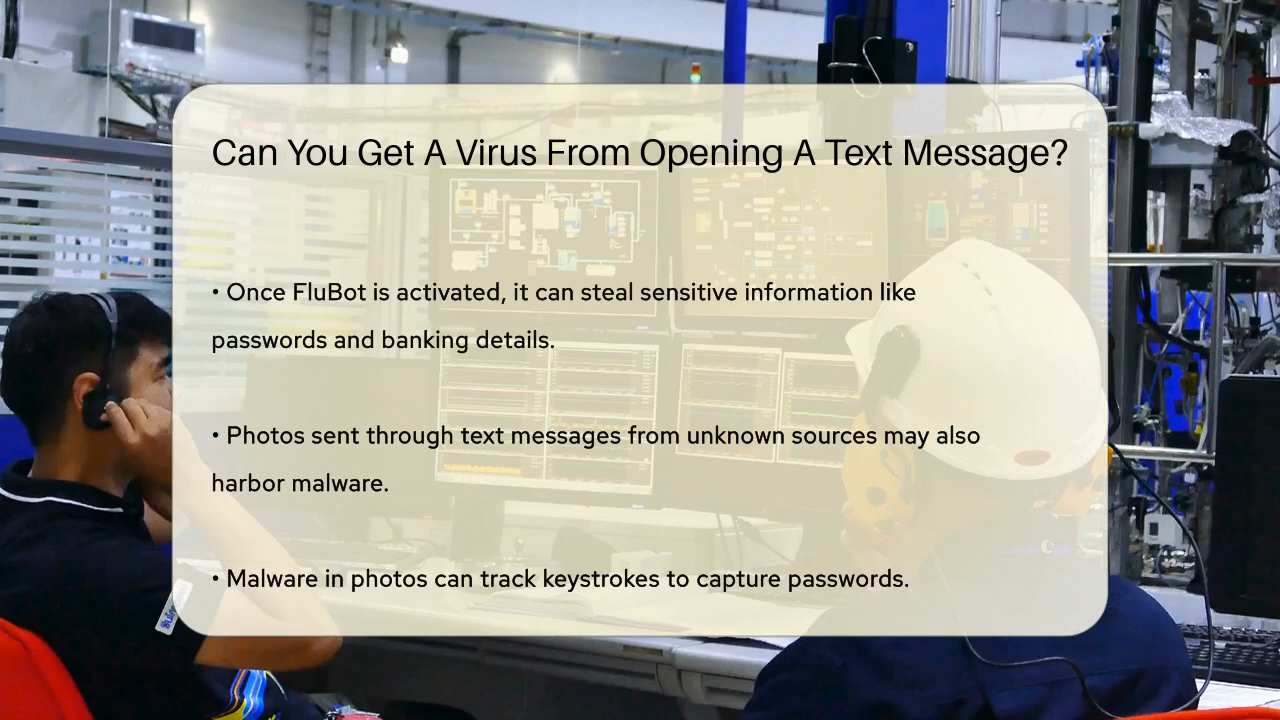 Can You Get A Virus From Opening A Text Message?
• Once FluBot is activated, it can steal sensitive information like
passwords and banking details.
• Photos sent through text messages from unknown sources may also
harbor malware.
• Malware in photos can track keystrokes to capture passwords.